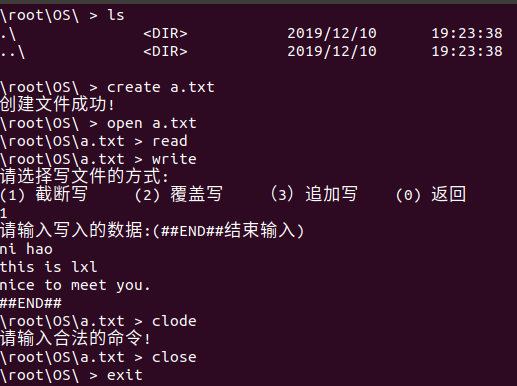 \root\OS\ > ls
.\ <DIR> 2019/12/10 19:23:38
..\ <DIR> 2019/12/10 19:23:38
\root\OS\ > create a.txt
创建文件成功!
\root\OS\ > open a.txt
\root\OS\a.txt > read
\root\OS\a.txt > write
请选择写文件的方式:
(1) 截断写 (2) 覆盖写 (3) 追加写 (0) 返回
1
请输入写入的数据:(##END##结束输入)
ni hao
this is lxl
nice to meet you.
##END##
\root\OS\a.txt > clode
请输入合法的命令!
\root\OS\a.txt > close
\root\OS\ > exit